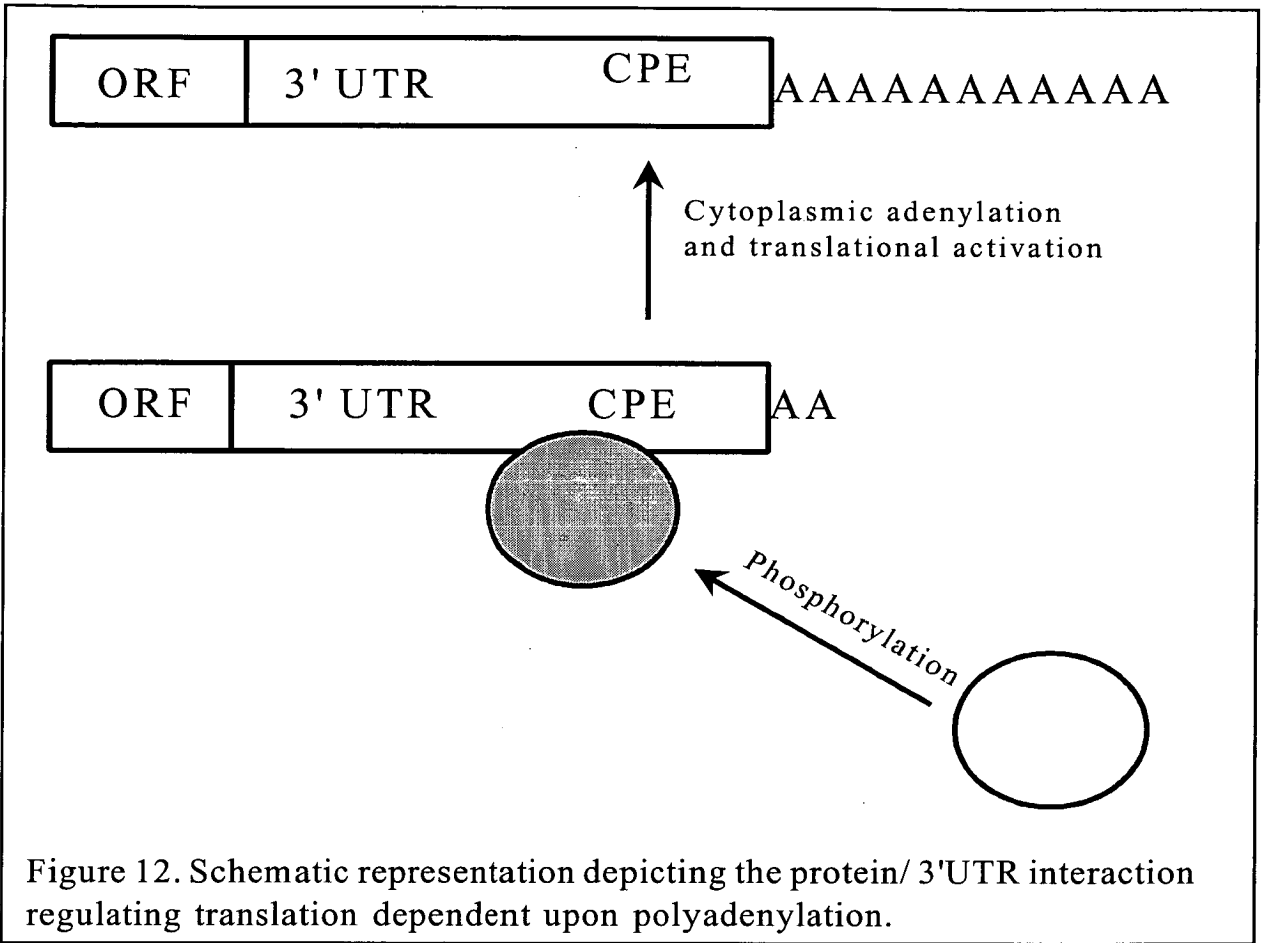 ORF 3' UTR CPE AAAAAAAAAAA
Cytoplasmic adenylation
and translational activation
ORF 3' UTR CPE AA
Phosphorylation
Figure 12. Schematic representation depicting the protein/ 3'UTR interaction
regulating translation dependent upon polyadenylation.